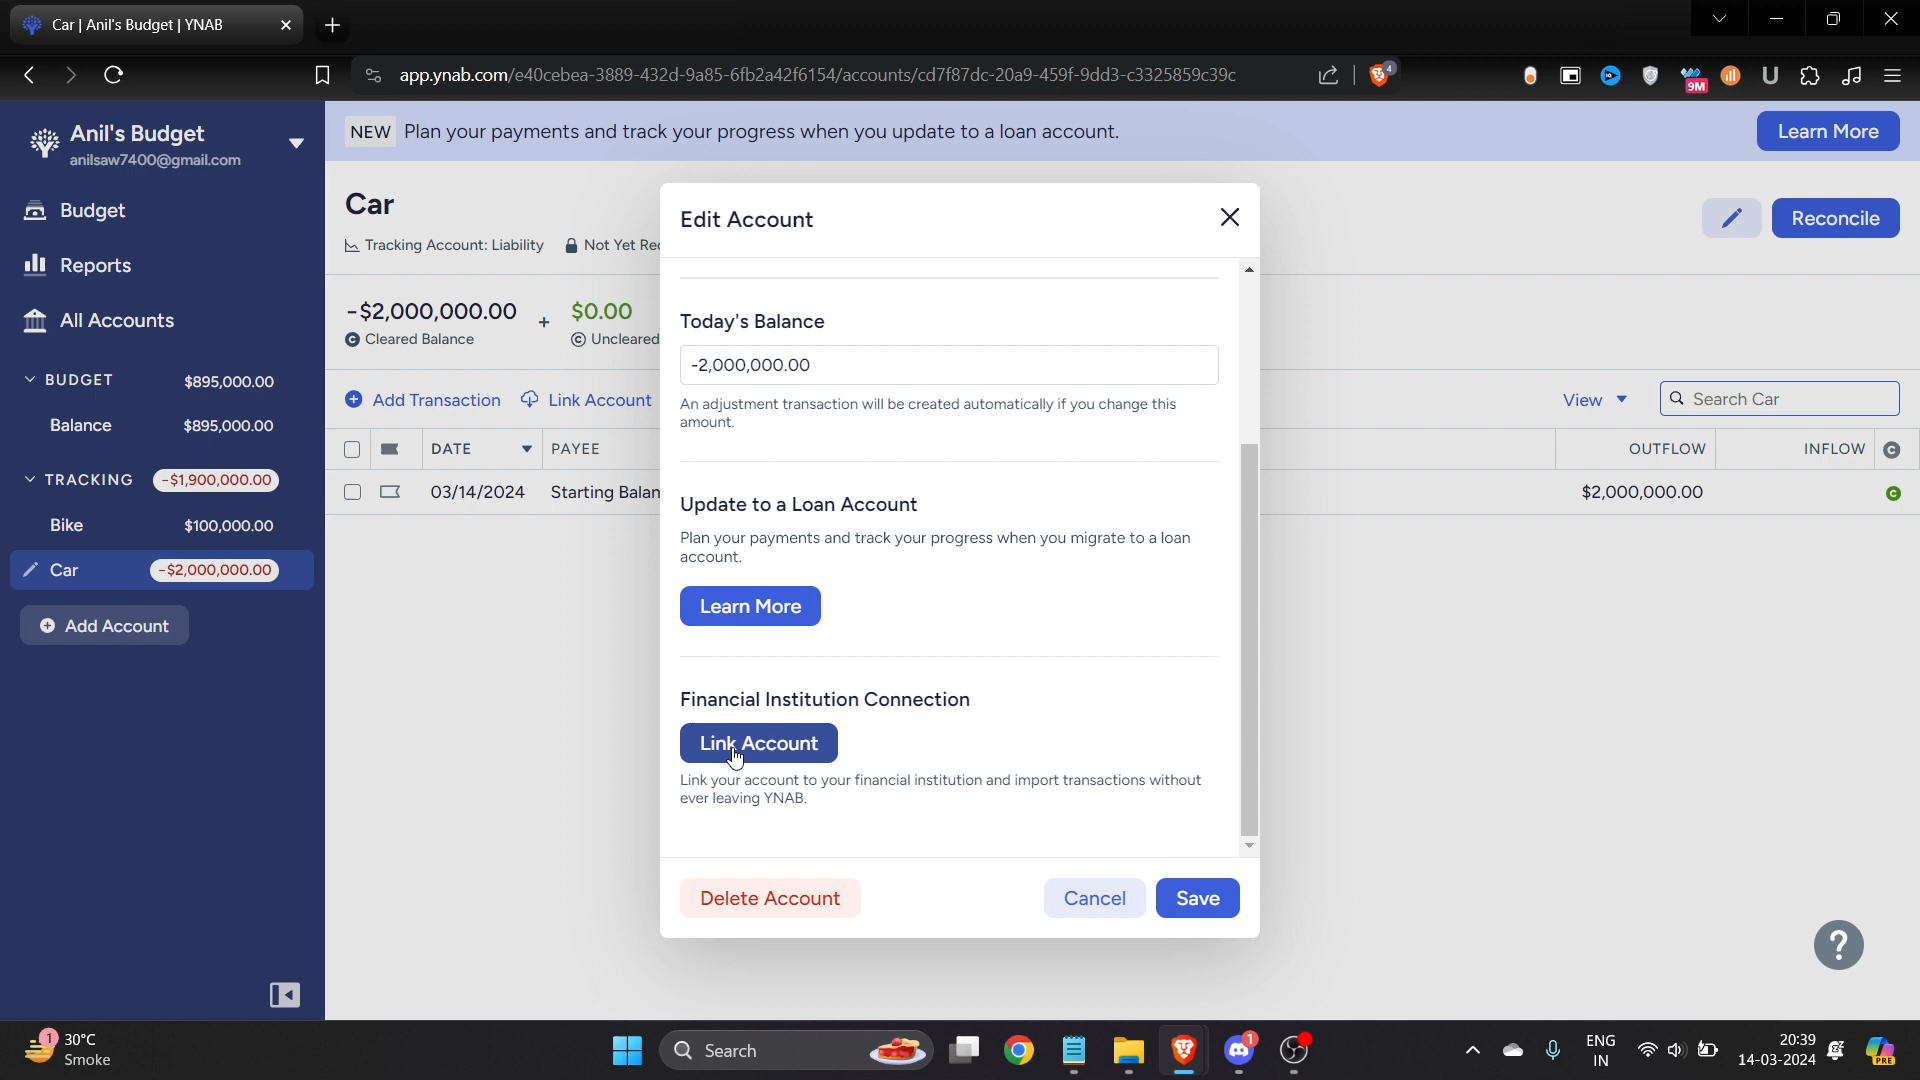 Car | Anil's Budget | YNAB
app.ynab.com/e40cebea-3889-432d-9a85-6fb2a42f6154/accounts/cd7f87dc-20a9-459f-9dd3-c3325859c39c
4
9M
Anil's Budget
anilsaw7400@gmail.com
Budget
Reports
All Accounts
BUDGET $895,000.00
Balance $895,000.00
TRACKING -$1,900,000.00
Bike $100,000.00
Car -$2,000,000.00
Add Account
NEW Plan your payments and track your progress when you update to a loan account.
Learn More
Car
Tracking Account: Liability Not Yet Rec
Reconcile
-$2,000,000.00 + $0.00
Cleared Balance Uncleared
Add Transaction Link Account
View Search Car
DATE PAYEE OUTFLOW INFLOW
03/14/2024 Starting Balan $2,000,000.00
Edit Account
Today's Balance
-2,000,000.00
An adjustment transaction will be created automatically if you change this
amount.
Update to a Loan Account
Plan your payments and track your progress when you migrate to a loan
account.
Learn More
Financial Institution Connection
Link Account
Link your account to your financial institution and import transactions without
ever leaving YNAB.
Delete Account Cancel Save
?
1
30°C
Smoke
Search
1
ENG
IN
20:39
14-03-2024
PRE